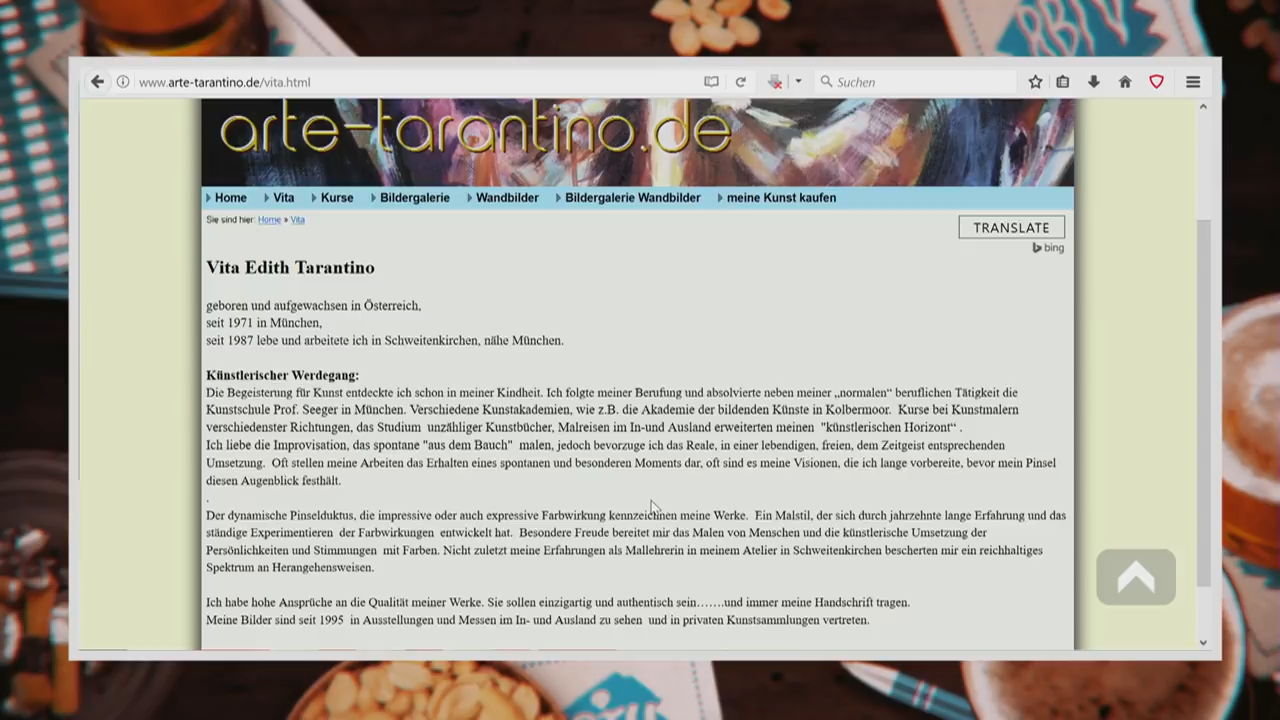 RBTV
www.arte-tarantino.de/vita.html
Suchen
arte-tarantino.de
Home Vita Kurse Bildergalerie Wandbilder Bildergalerie Wandbilder meine Kunst kaufen
Sie sind hier: Home » Vita
TRANSLATE
bing
Vita Edith Tarantino
geboren und aufgewachsen in Österreich,
seit 1971 in München,
seit 1987 lebe und arbeitete ich in Schweitenkirchen, nähe München.
Künstlerischer Werdegang:
Die Begeisterung für Kunst entdeckte ich schon in meiner Kindheit. Ich folgte meiner Berufung und absolvierte neben meiner „normalen“ beruflichen Tätigkeit die
Kunstschule Prof. Seeger in München. Verschiedene Kunstakademien, wie z.B. die Akademie der bildenden Künste in Kolbermoor. Kurse bei Kunstmalern
verschiedenster Richtungen, das Studium unzähliger Kunstbücher, Malreisen im In-und Ausland erweiterten meinen "künstlerischen Horizont“ .
Ich liebe die Improvisation, das spontane "aus dem Bauch" malen, jedoch bevorzuge ich das Reale, in einer lebendigen, freien, dem Zeitgeist entsprechenden
Umsetzung. Oft stellen meine Arbeiten das Erhalten eines spontanen und besonderen Moments dar, oft sind es meine Visionen, die ich lange vorbereite, bevor mein Pinsel
diesen Augenblick festhält.
.
Der dynamische Pinselduktus, die impressive oder auch expressive Farbwirkung kennzeichnen meine Werke. Ein Malstil, der sich durch jahrzehnte lange Erfahrung und das
ständige Experimentieren der Farbwirkungen entwickelt hat. Besondere Freude bereitet mir das Malen von Menschen und die künstlerische Umsetzung der
Persönlichkeiten und Stimmungen mit Farben. Nicht zuletzt meine Erfahrungen als Mallehrerin in meinem Atelier in Schweitenkirchen bescherten mir ein reichhaltiges
Spektrum an Herangehensweisen.
Ich habe hohe Ansprüche an die Qualität meiner Werke. Sie sollen einzigartig und authentisch sein…….und immer meine Handschrift tragen.
Meine Bilder sind seit 1995 in Ausstellungen und Messen im In- und Ausland zu sehen und in privaten Kunstsammlungen vertreten.